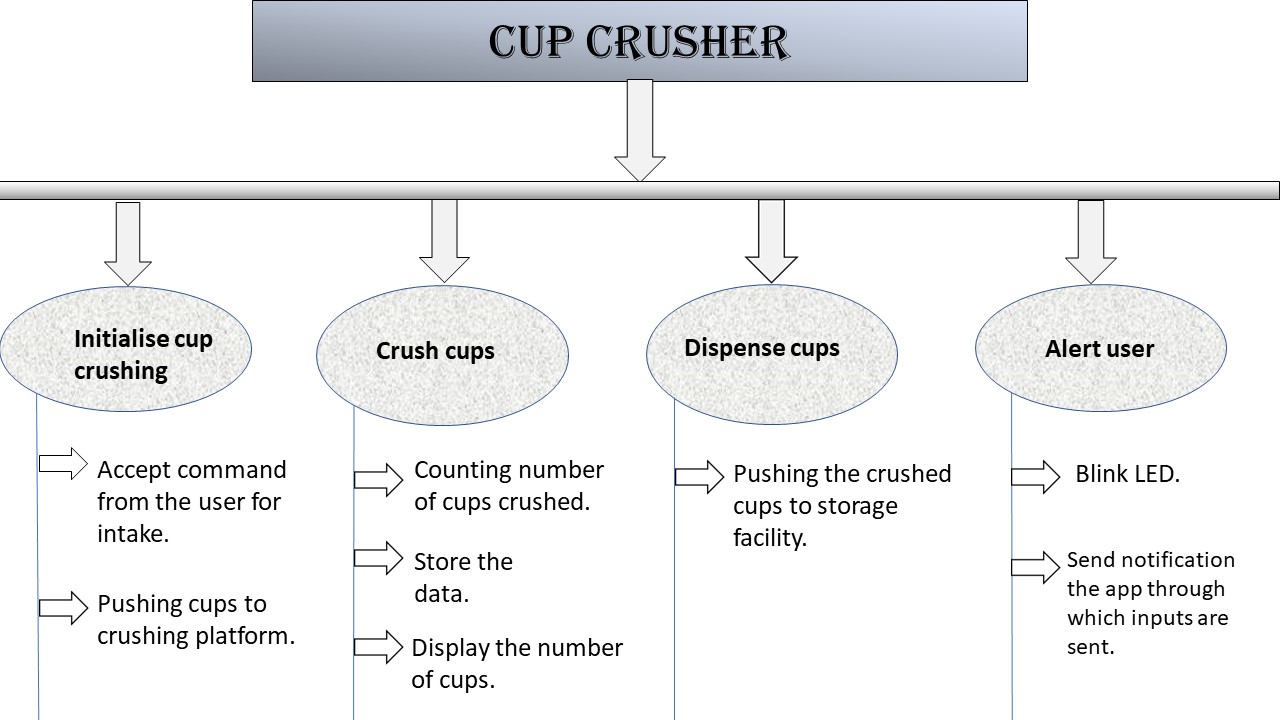 CUP CRUSHER
Initialise cup
crushing
Accept command
from the user for
intake.
Pushing cups to
crushing platform.
Crush cups
Counting number
of cups crushed.
Store the
data.
Display the number
of cups.
Dispense cups
Pushing the crushed
cups to storage
facility.
Alert user
Blink LED.
Send notification
the app through
which inputs are
sent.